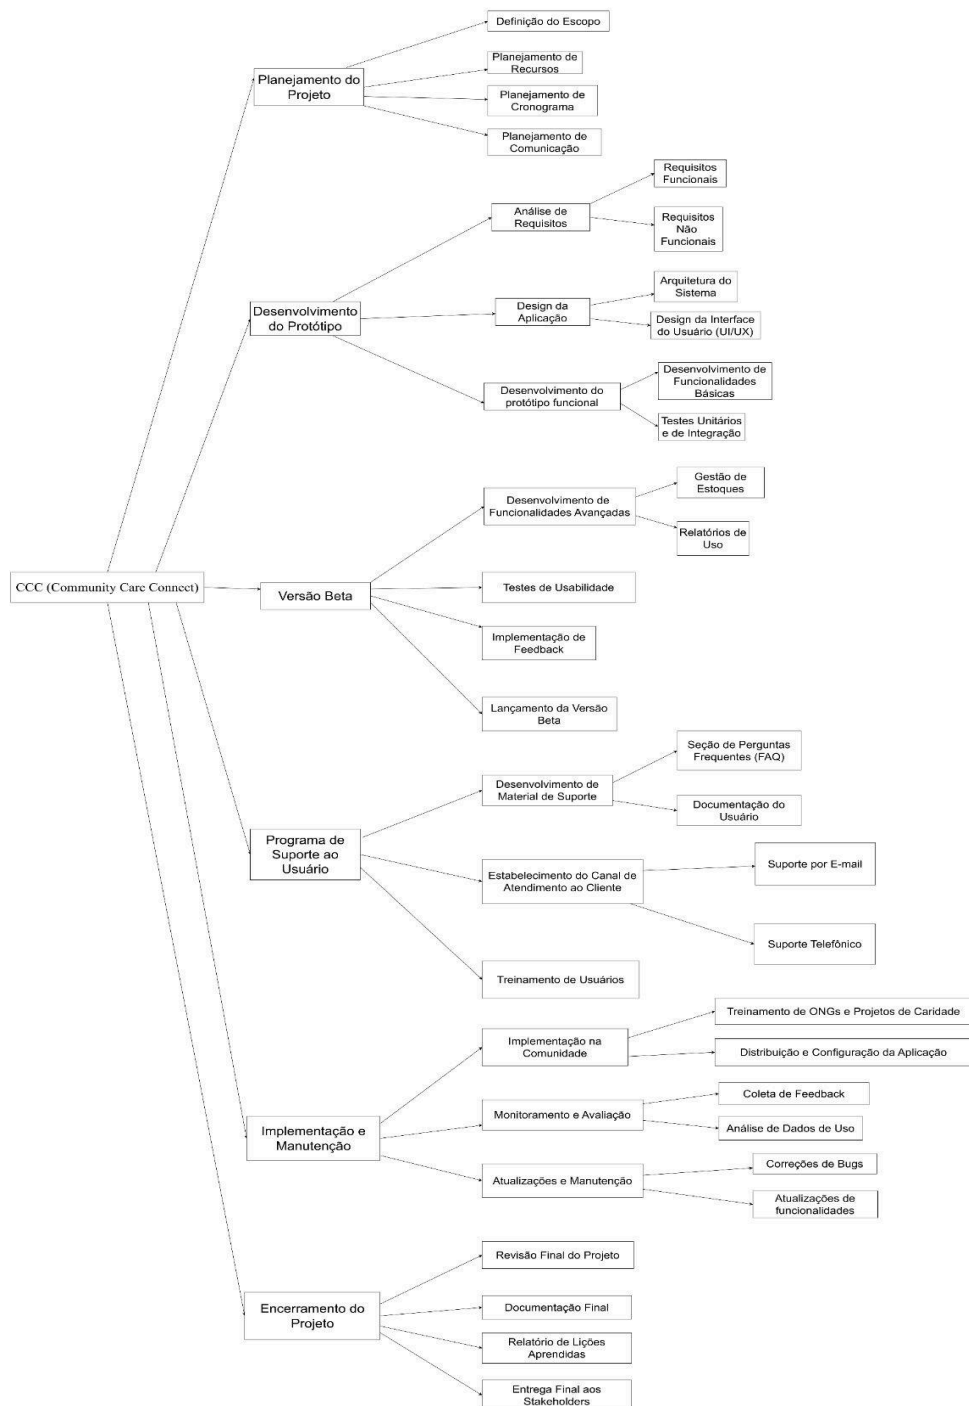 Definição do Escopo
Planejamento do
Projeto
Planejamento de
Recursos
Planejamento de
Cronograma
Planejamento de
Comunicação
Requisitos
Funcionais
Análise de
Requisitos
Requisitos
Não
Funcionais
Desenvolvimento
do Protótipo
Design da
Aplicação
Arquitetura do
Sistema
Design da Interface
do Usuário (UI/UX)
Desenvolvimento do
protótipo funcional
Desenvolvimento de
Funcionalidades
Básicas
Testes Unitários
e de Integração
CCC (Community Care Connect)
Versão Beta
Desenvolvimento de
Funcionalidades Avançadas
Gestão de
Estoques
Relatórios de
Uso
Testes de Usabilidade
Implementação de
Feedback
Lançamento da Versão
Beta
Programa de
Suporte ao
Usuário
Desenvolvimento de
Material de Suporte
Seção de Perguntas
Frequentes (FAQ)
Documentação do
Usuário
Estabelecimento do Canal de
Atendimento ao Cliente
Suporte por E-mail
Suporte Telefônico
Treinamento de Usuários
Implementação e
Manutenção
Implementação na
Comunidade
Treinamento de ONGs e Projetos de Caridade
Distribuição e Configuração da Aplicação
Monitoramento e Avaliação
Coleta de Feedback
Análise de Dados de Uso
Atualizações e Manutenção
Correções de Bugs
Atualizações de
funcionalidades
Encerramento do
Projeto
Revisão Final do Projeto
Documentação Final
Relatório de Lições
Aprendidas
Entrega Final aos
Stakeholders